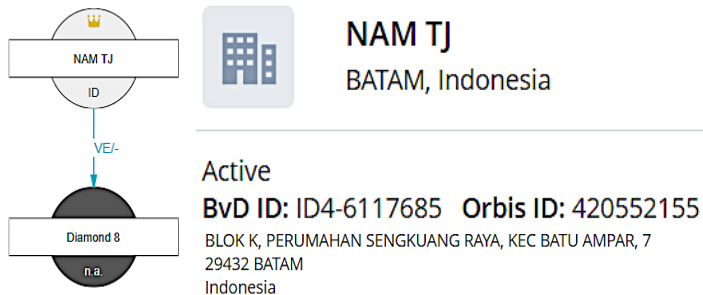 NAM TJ
ID
VE/-
Diamond 8
n.a.
NAM TJ
BATAM, Indonesia
Active
BvD ID: ID4-6117685 Orbis ID: 420552155
BLOK K, PERUMAHAN SENGKUANG RAYA, KEC BATU AMPAR, 7
29432 BATAM
Indonesia